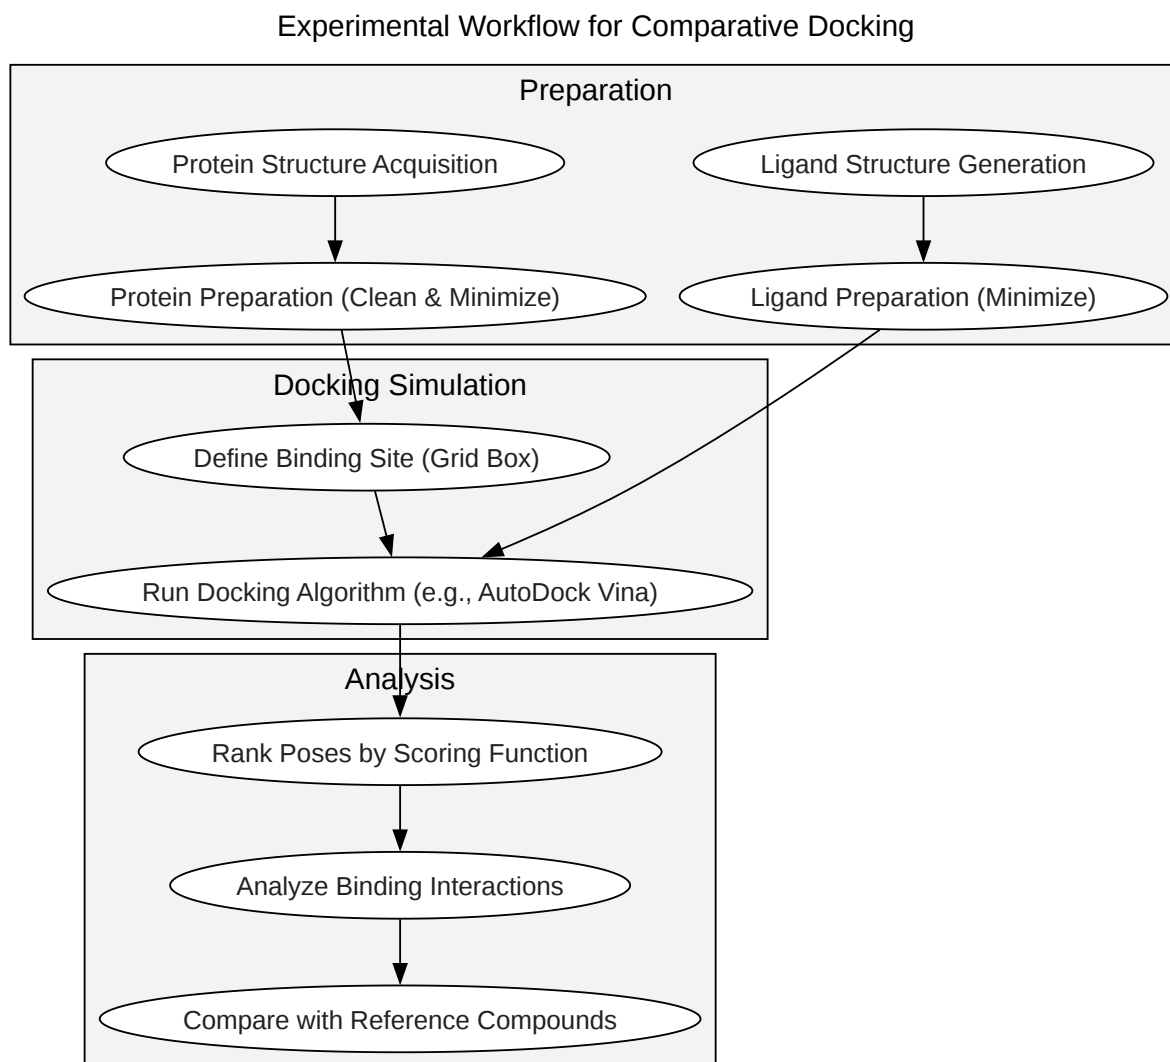 Experimental Workflow for Comparative Docking
Preparation
Protein Structure Acquisition
Ligand Structure Generation
Protein Preparation (Clean & Minimize)
Ligand Preparation (Minimize)
Docking Simulation
Define Binding Site (Grid Box)
Run Docking Algorithm (e.g., AutoDock Vina)
Analysis
Rank Poses by Scoring Function
Analyze Binding Interactions
Compare with Reference Compounds